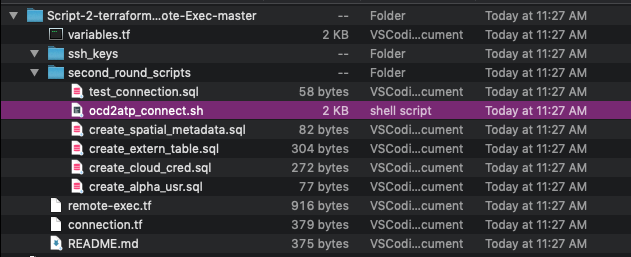 Script-2-terraform...ote-Exec-master -- Folder Today at 11:27 AM
variables.tf 2 KB VSCodi...cument Today at 11:27 AM
ssh_keys -- Folder Today at 11:27 AM
second_round_scripts -- Folder Today at 11:27 AM
test_connection.sql 58 bytes VSCodi...cument Today at 11:27 AM
ocd2atp_connect.sh 2 KB shell script Today at 11:27 AM
create_spatial_metadata.sql 82 bytes VSCodi...cument Today at 11:27 AM
create_extern_table.sql 304 bytes VSCodi...cument Today at 11:27 AM
create_cloud_cred.sql 272 bytes VSCodi...cument Today at 11:27 AM
create_alpha_usr.sql 77 bytes VSCodi...cument Today at 11:27 AM
remote-exec.tf 916 bytes VSCodi...cument Today at 11:27 AM
connection.tf 379 bytes VSCodi...cument Today at 11:27 AM
README.md 375 bytes VSCodi...cument Today at 11:27 AM